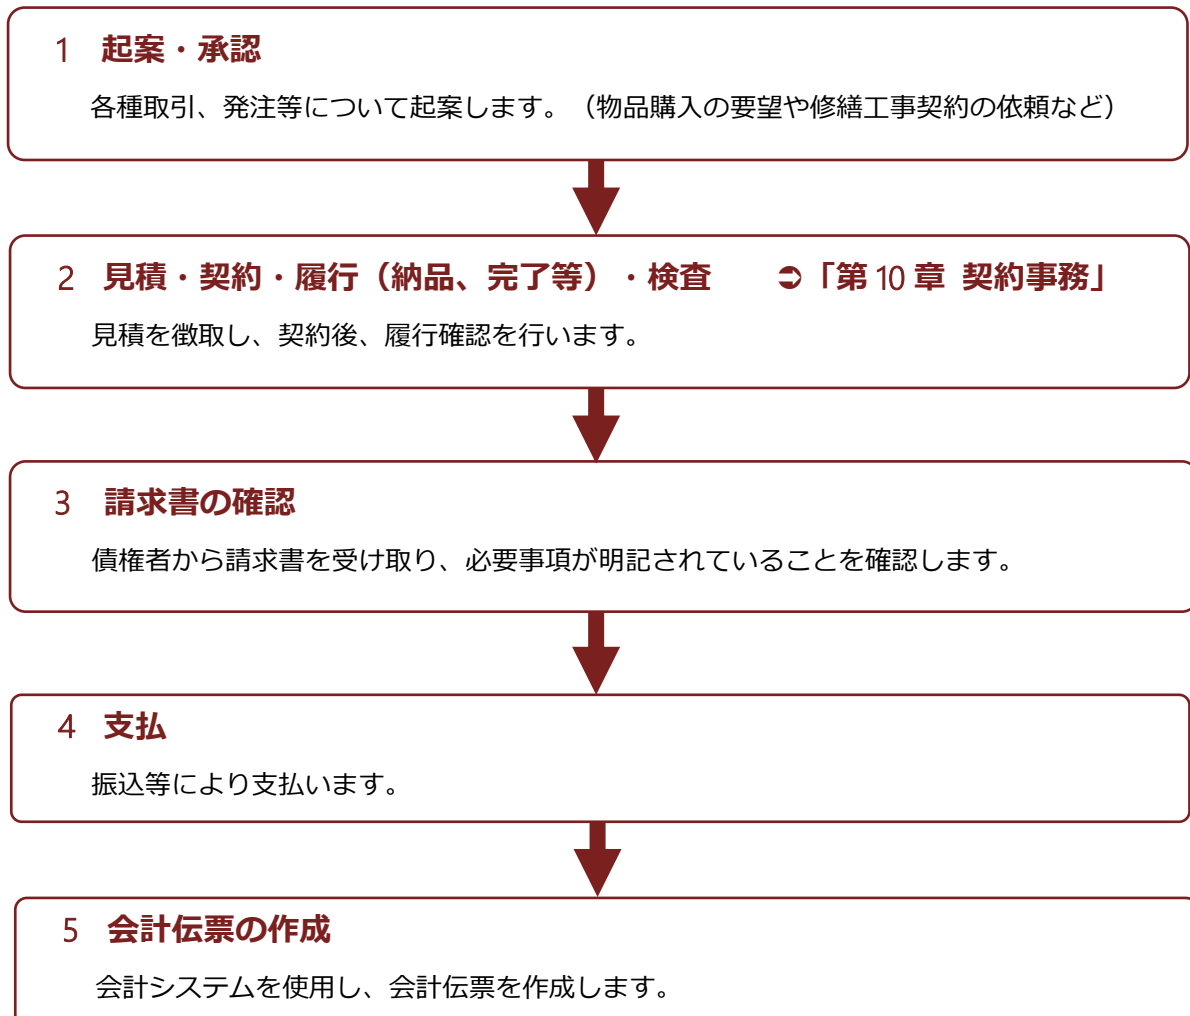 1 起案・承認
各種取引、発注等について起案します。（物品購入の要望や修繕工事契約の依頼など）
2 見積・契約・履行（納品、完了等）・検査 ➲「第 10 章 契約事務」
見積を徴取し、契約後、履行確認を行います。
3 請求書の確認
債権者から請求書を受け取り、必要事項が明記されていることを確認します。
4 支払
振込等により支払います。
5 会計伝票の作成
会計システムを使用し、会計伝票を作成します。